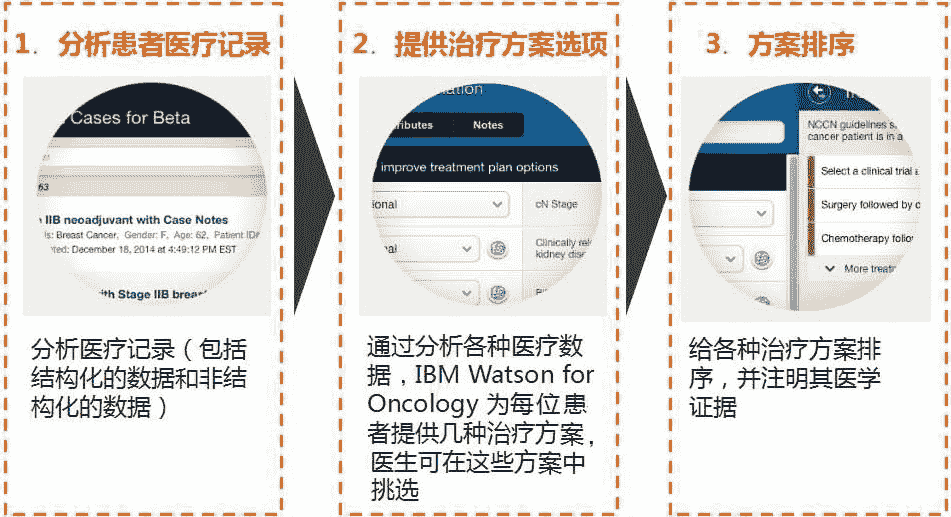 1. 分析患者医疗记录
Cases for Beta
63
IIB neoadjuvant with Case Notes
Breast Cancer, Gender: F, Age: 62, Patient
December 18, 2014 at 4:49:12 PM EST
with Stage IIB
分析医疗记录（包括
结构化的数据和非结
构化的数据）
2. 提供治疗方案选项
Notes
improve treatment plan options
cN Stage
Clinically
kidney
通过分析各种医疗数
据，IBM Watson for
Oncology 为每位患
者提供几种治疗方案，
医生可在这些方案中
挑选
3. 方案排序
NCCN guidelines
cancer patient is in a
Select a clinical trial
Surgery followed by
Chemotherapy
More
给各种治疗方案排
序，并注明其医学
证据